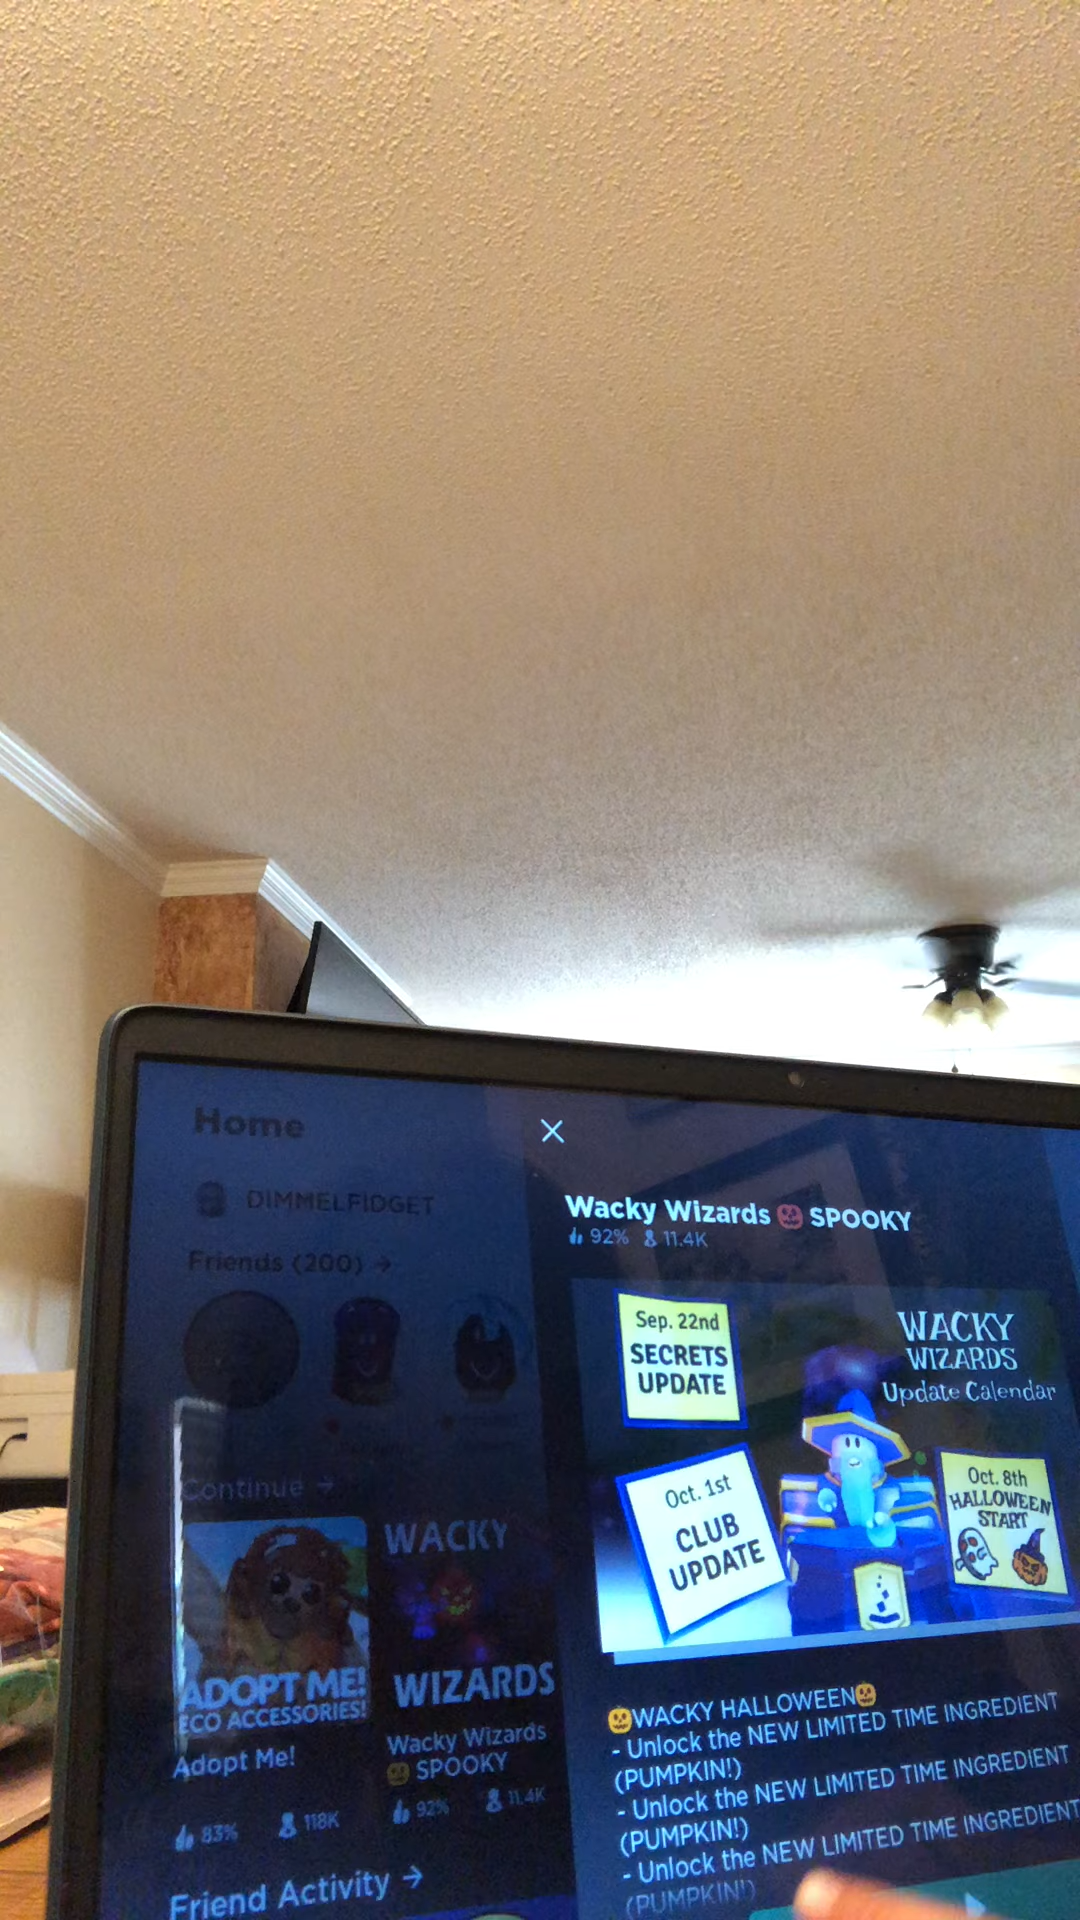 Home
DIMMELFIDGET
Friends (200) →
Continue →
ADOPT ME!
ECO ACCESSORIES!
Adopt Me!
83% 118K
WACKY
WIZARDS
Wacky Wizards
🎃 SPOOKY
92% 11.4K
Friend Activity →
Wacky Wizards 🎃 SPOOKY
92% 11.4K
Sep. 22nd
SECRETS
UPDATE
WACKY
WIZARDS
Update Calendar
Oct. 1st
CLUB
UPDATE
Oct. 8th
HALLOWEEN
START
🎃WACKY HALLOWEEN🎃
- Unlock the NEW LIMITED TIME INGREDIENT
(PUMPKIN!)
- Unlock the NEW LIMITED TIME INGREDIENT
(PUMPKIN!)
- Unlock the NEW LIMITED TIME INGREDIENT
(PUMPKIN!)